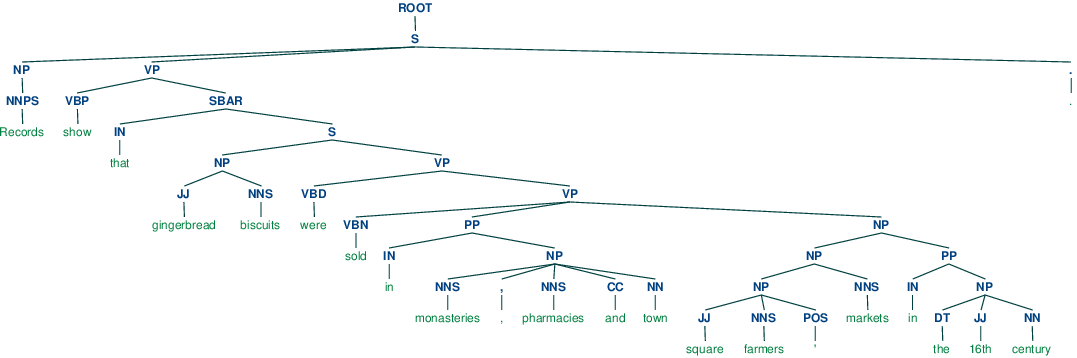 ROOT
S
NP VP .
NNPS VBP SBAR
Records show IN S .
that NP VP
JJ NNS VBD VP
gingerbread biscuits were VBN PP NP
sold IN NP NP PP
in NNS , NNS CC NN NP NNS IN NP
monasteries , pharmacies and town JJ NNS POS markets in DT JJ NN
square farmers ' the 16th century